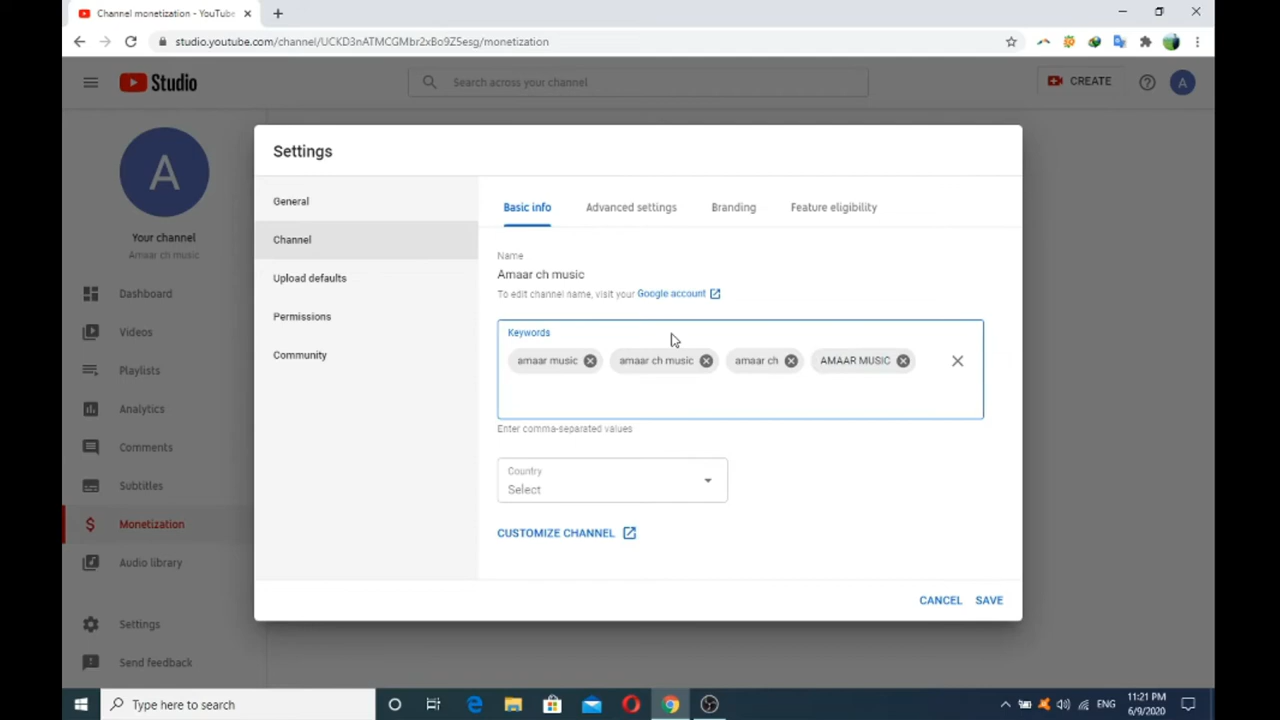 Channel monetization - YouTube
studio.youtube.com/channel/UCKD3nATMCGMbr2xBo9Z5esg/monetization
Studio
Search across your channel
CREATE
A
A
Your channel
Amaar ch music
Dashboard
Videos
Playlists
Analytics
Comments
Subtitles
Monetization
Audio library
Settings
Send feedback
Settings
General
Channel
Upload defaults
Permissions
Community
Basic info
Advanced settings
Branding
Feature eligibility
Name
Amaar ch music
To edit channel name, visit your Google account
Keywords
amaar music
amaar ch music
amaar ch
AMAAR MUSIC
Enter comma-separated values
Country
Select
CUSTOMIZE CHANNEL
CANCEL
SAVE
Type here to search
ENG
11:21 PM
6/9/2020